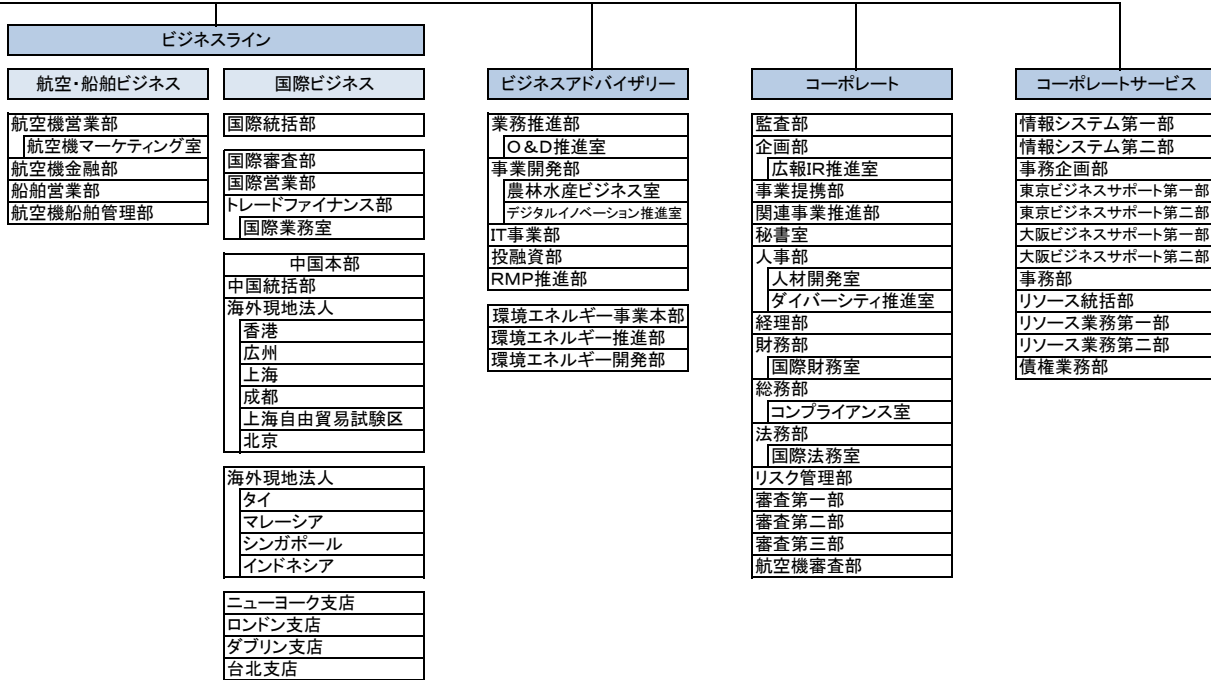 ビジネスライン
航空・船舶ビジネス
航空機営業部
航空機マーケティング室
航空機金融部
船舶営業部
航空機船舶管理部
国際ビジネス
国際統括部
国際審査部
国際営業部
トレードファイナンス部
国際業務室
中国本部
中国統括部
海外現地法人
香港
広州
上海
成都
上海自由貿易試験区
北京
海外現地法人
タイ
マレーシア
シンガポール
インドネシア
ニューヨーク支店
ロンドン支店
ダブリン支店
台北支店
ビジネスアドバイザリー
業務推進部
O&D推進室
事業開発部
農林水産ビジネス室
デジタルイノベーション推進室
IT事業部
投融資部
RMP推進部
環境エネルギー事業本部
環境エネルギー推進部
環境エネルギー開発部
コーポレート
監査部
企画部
広報IR推進室
事業提携部
関連事業推進部
秘書室
人事部
人材開発室
ダイバーシティ推進室
経理部
財務部
国際財務室
総務部
コンプライアンス室
法務部
国際法務室
リスク管理部
審査第一部
審査第二部
審査第三部
航空機審査部
コーポレートサービス
情報システム第一部
情報システム第二部
事務企画部
東京ビジネスサポート第一部
東京ビジネスサポート第二部
大阪ビジネスサポート第一部
大阪ビジネスサポート第二部
事務部
リソース統括部
リソース業務第一部
リソース業務第二部
債権業務部